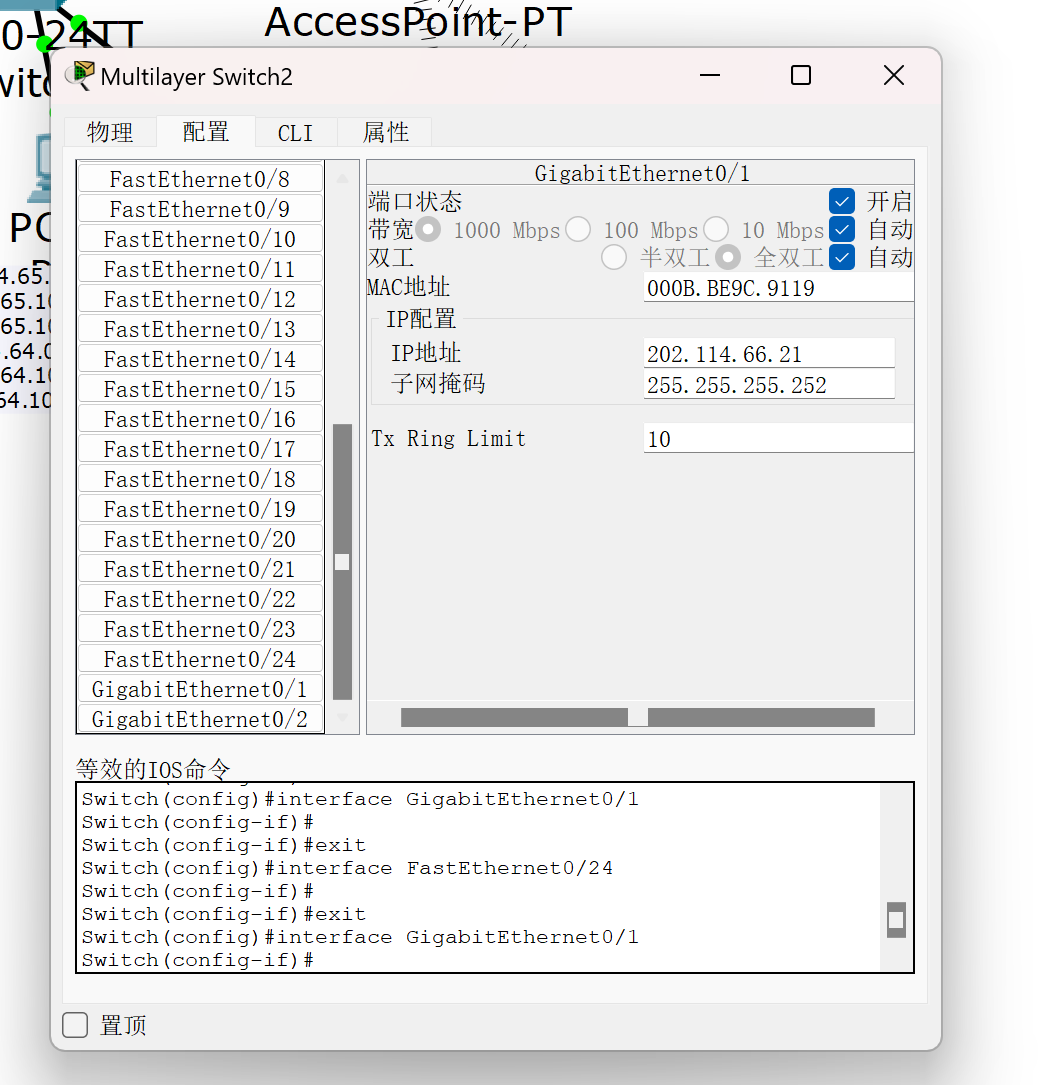 AccessPoint-PT
0-24TT
witc
PC
4.65.
65.10
65.10
.64.0
64.10
64.10
Multilayer Switch2
物理 配置 CLI 属性
FastEthernet0/8
FastEthernet0/9
FastEthernet0/10
FastEthernet0/11
FastEthernet0/12
FastEthernet0/13
FastEthernet0/14
FastEthernet0/15
FastEthernet0/16
FastEthernet0/17
FastEthernet0/18
FastEthernet0/19
FastEthernet0/20
FastEthernet0/21
FastEthernet0/22
FastEthernet0/23
FastEthernet0/24
GigabitEthernet0/1
GigabitEthernet0/2
GigabitEthernet0/1
端口状态 开启
带宽 1000 Mbps 100 Mbps 10 Mbps 自动
双工 半双工 全双工 自动
MAC地址 000B.BE9C.9119
IP配置
IP地址 202.114.66.21
子网掩码 255.255.255.252
Tx Ring Limit 10
等效的IOS命令
Switch(config)#interface GigabitEthernet0/1
Switch(config-if)#
Switch(config-if)#exit
Switch(config)#interface FastEthernet0/24
Switch(config-if)#
Switch(config-if)#exit
Switch(config)#interface GigabitEthernet0/1
Switch(config-if)#
置顶